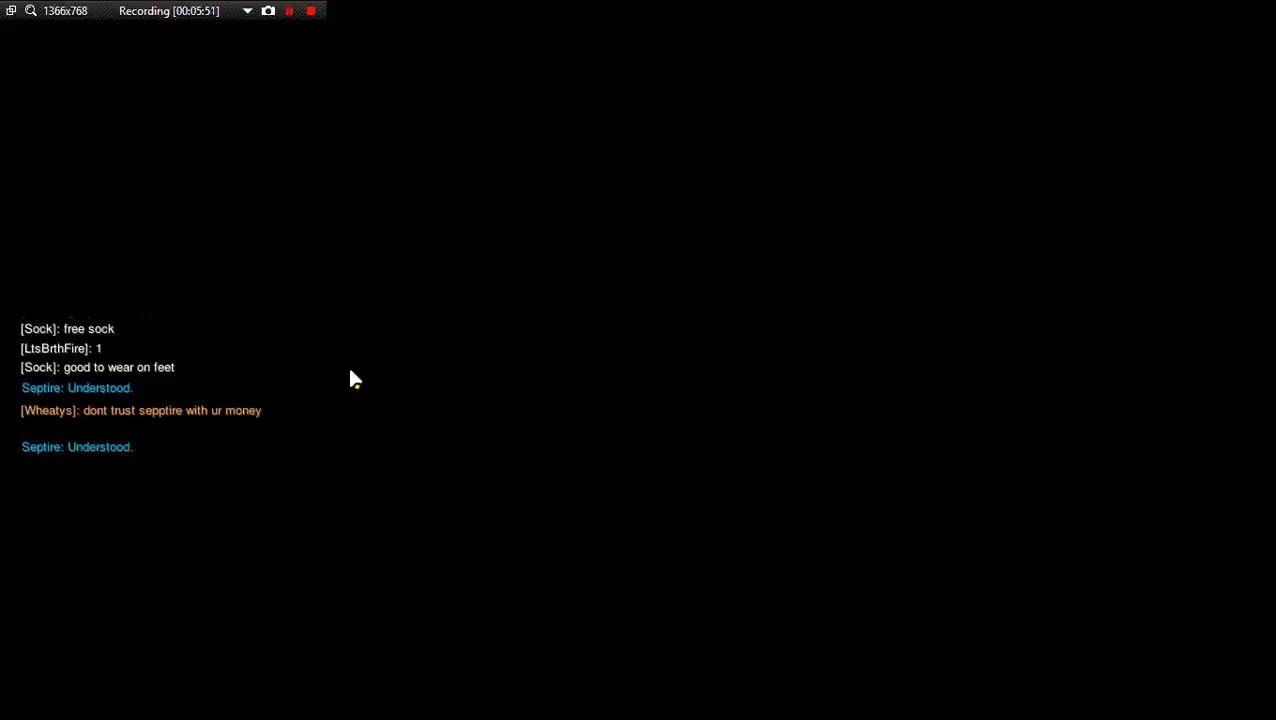 1366x768 Recording [00:05:51]
[Sock]: free sock
[LtsBrthFire]: 1
[Sock]: good to wear on feet
Septire: Understood.
[Wheatys]: dont trust sepptire with ur money
Septire: Understood.